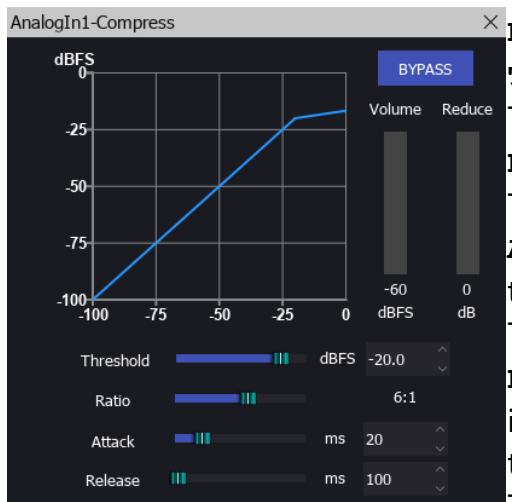 AnalogIn1-Compress
dBFS
BYPASS
0
-25
-50
-75
-100
-100 -75 -50 -25 0
Volume Reduce
-60 0
dBFS dB
Threshold dBFS -20.0
Ratio 6:1
Attack ms 20
Release ms 100